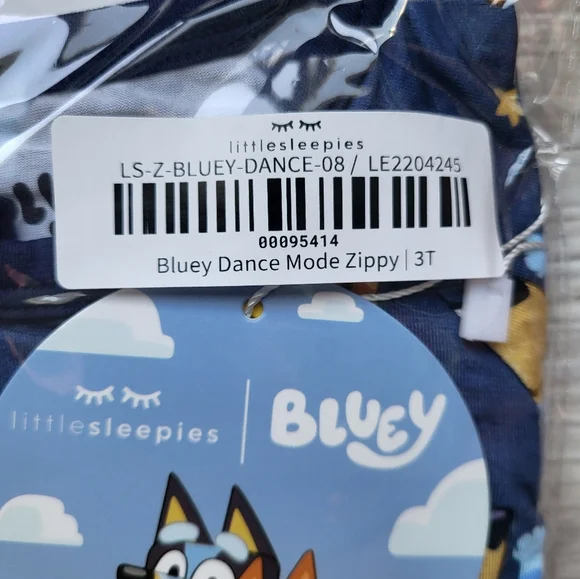 littlesleepies
LS-Z-BLUEY-DANCE-08 / LE2204245
00095414
Bluey Dance Mode Zippy | 3T
littlesleepies | BLUEY